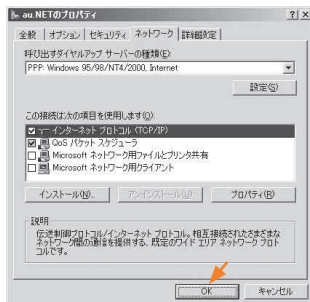 au.NETのプロパティ
全般 オプション セキュリティ ネットワーク 詳細設定
呼び出すダイヤルアップ サーバーの種類(E):
PPP: Windows 95/98/NT4/2000, Internet
設定(S)
この接続は次の項目を使用します(O):
インターネット プロトコル (TCP/IP)
QoS パケット スケジューラ
Microsoft ネットワーク用ファイルとプリンタ共有
Microsoft ネットワーク用クライアント
インストール(N)... アンインストール(U) プロパティ(R)
説明
伝送制御プロトコル/インターネット プロトコル。相互接続されたさまざまな
ネットワーク間の通信を提供する、既定のワイド エリア ネットワーク プロト
コルです。
OK キャンセル